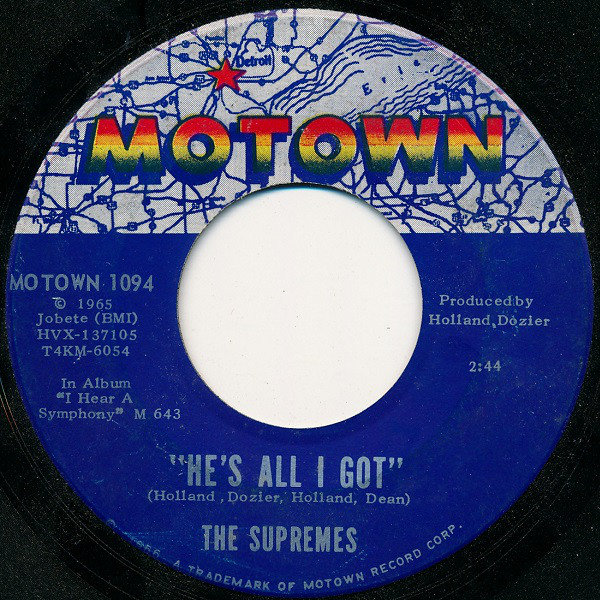 Detroit
Erie
MOTOWN
MOTOWN 1094
© 1965
Jobete (BMI)
HVX-137105
T4KM-6054
In Album
"I Hear A
Symphony" M 643
Produced by
Holland, Dozier
2:44
"HE'S ALL I GOT"
(Holland, Dozier, Holland, Dean)
THE SUPREMES
A TRADEMARK OF MOTOWN RECORD CORP.